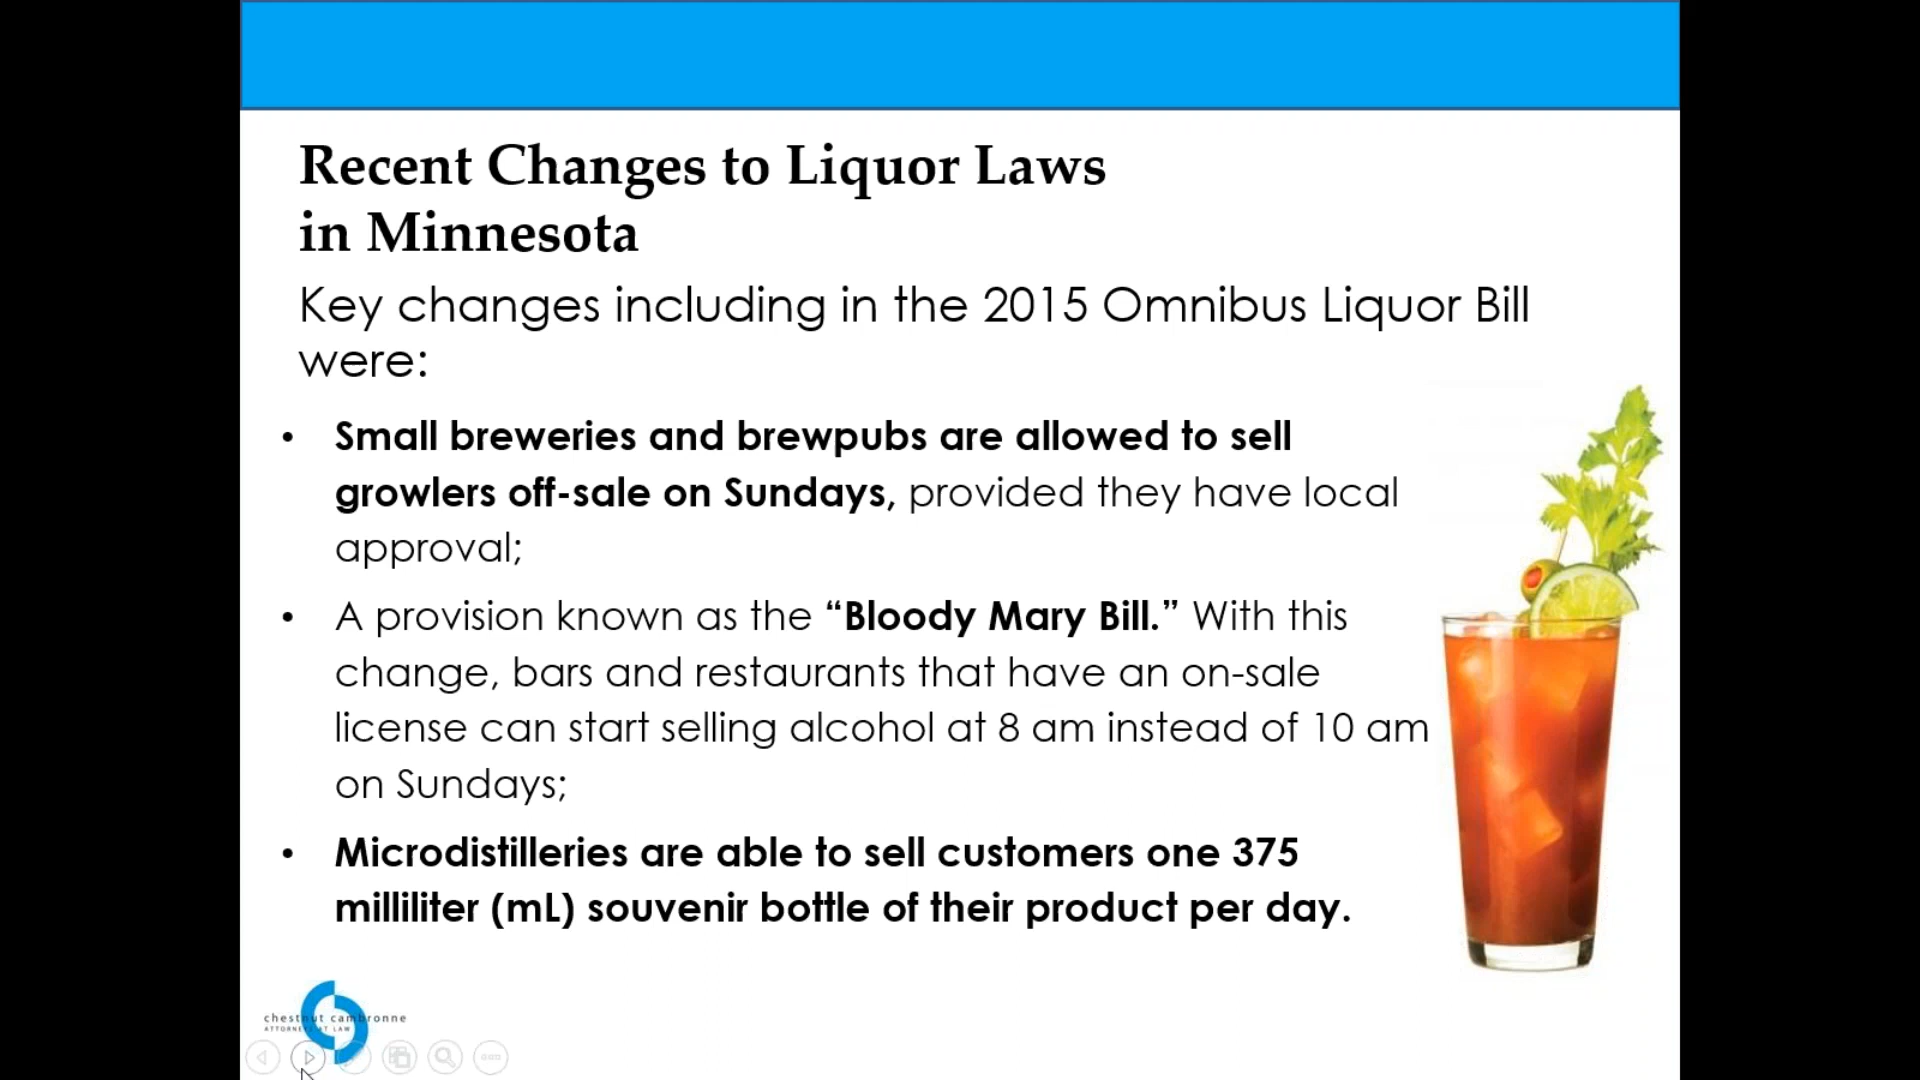 Recent Changes to Liquor Laws
in Minnesota
Key changes including in the 2015 Omnibus Liquor Bill
were:
• Small breweries and brewpubs are allowed to sell
growlers off-sale on Sundays, provided they have local
approval;
• A provision known as the “Bloody Mary Bill.” With this
change, bars and restaurants that have an on-sale
license can start selling alcohol at 8 am instead of 10 am
on Sundays;
• Microdistilleries are able to sell customers one 375
milliliter (mL) souvenir bottle of their product per day.
chestnut cambronne
ATTORNEYS AT LAW